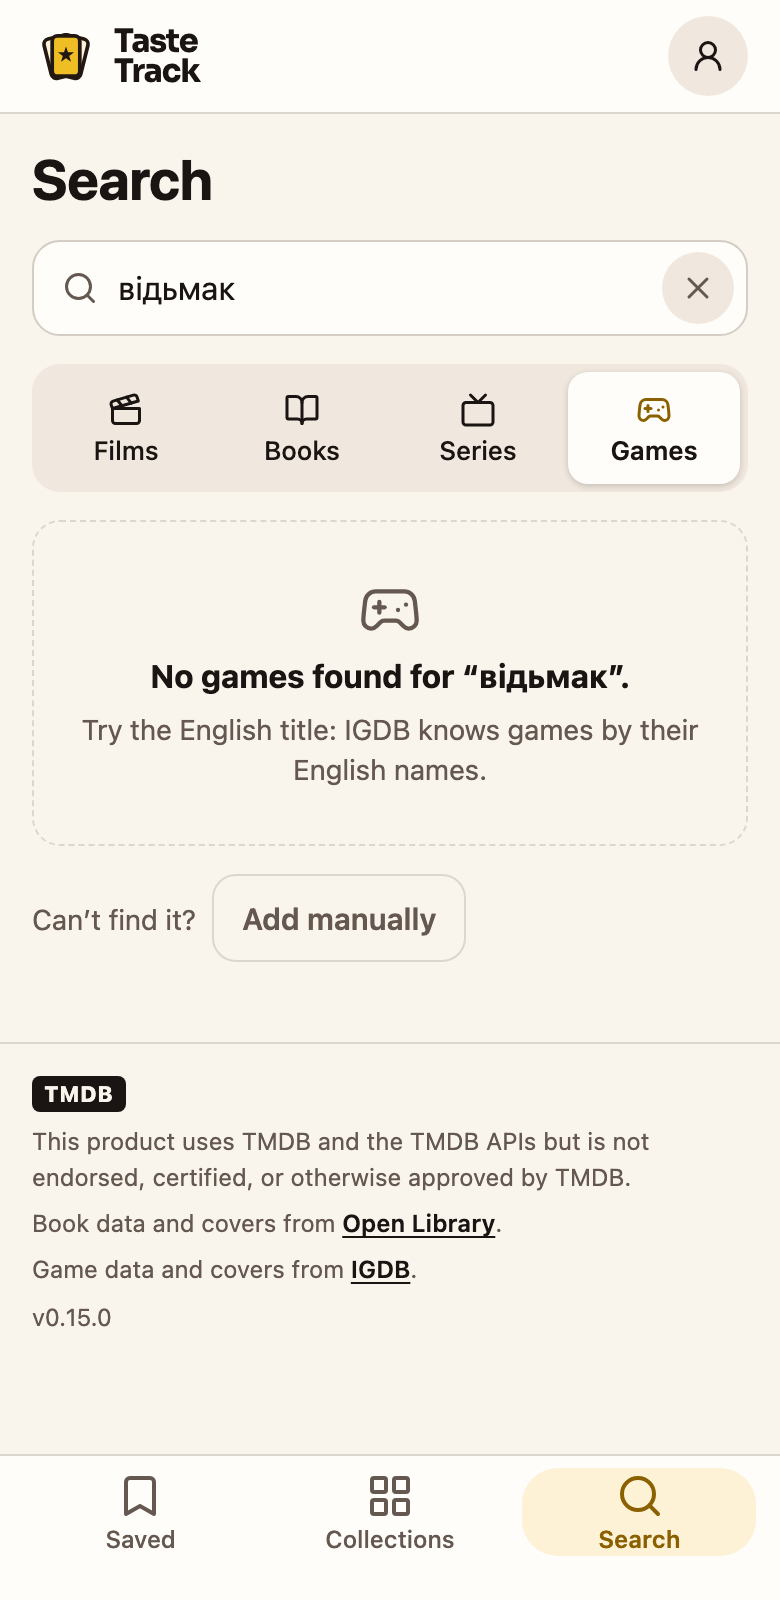 Taste
Track
Search
відьмак
Films
Books
Series
Games
No games found for “відьмак”.
Try the English title: IGDB knows games by their
English names.
Can’t find it?
Add manually
TMDB
This product uses TMDB and the TMDB APIs but is not
endorsed, certified, or otherwise approved by TMDB.
Book data and covers from Open Library.
Game data and covers from IGDB.
v0.15.0
Saved
Collections
Search